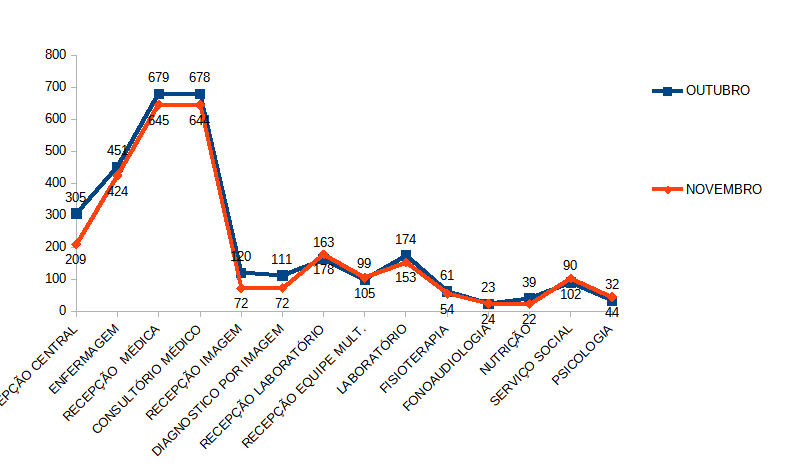 800
700
600
500
400
300
200
100
0
305
451
679
678
120
111
163
99
174
61
23
39
90
32
209
424
645
644
72
72
178
105
153
54
24
22
102
44
EPÇÃO CENTRAL
ENFERMAGEM
RECEPÇÃO MÉDICA
CONSULTÓRIO MÉDICO
RECEPÇÃO IMAGEM
DIAGNOSTICO POR IMAGEM
RECEPÇÃO LABORATÓRIO
RECEPÇÃO EQUIPE MULT.
LABORATÓRIO
FISIOTERAPIA
FONOAUDIOLOGIA
NUTRIÇÃO
SERVIÇO SOCIAL
PSICOLOGIA
OUTUBRO
NOVEMBRO